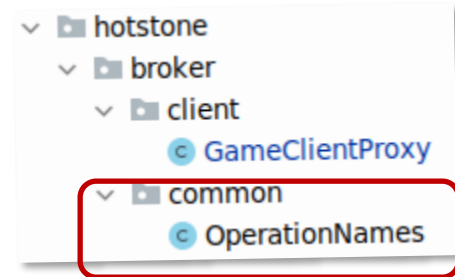 hotstone
broker
client
GameClientProxy
common
OperationNames